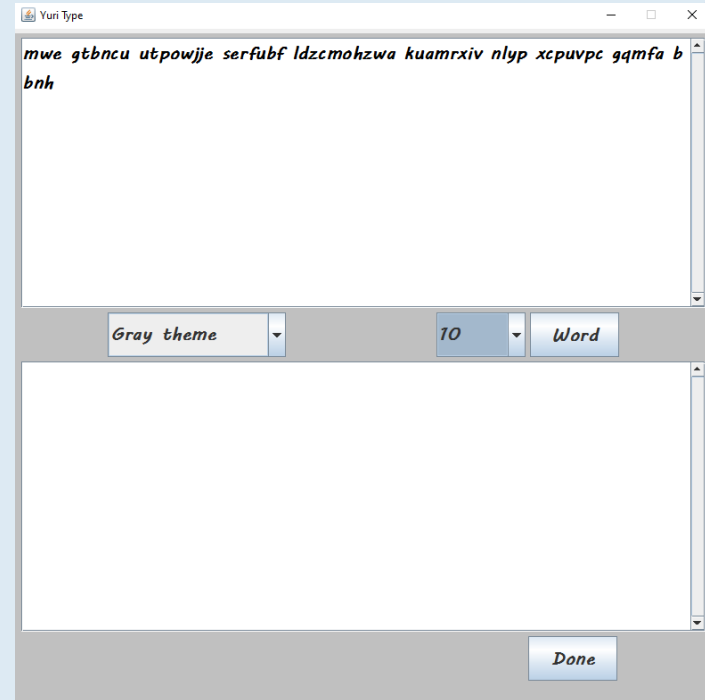 Yuri Type
mwe gtbncu utpowjje serfubf ldzcmohzwa kuamrxiv nlyp xcpuvpc gqmfa b
bnh
Gray theme
10
Word
Done